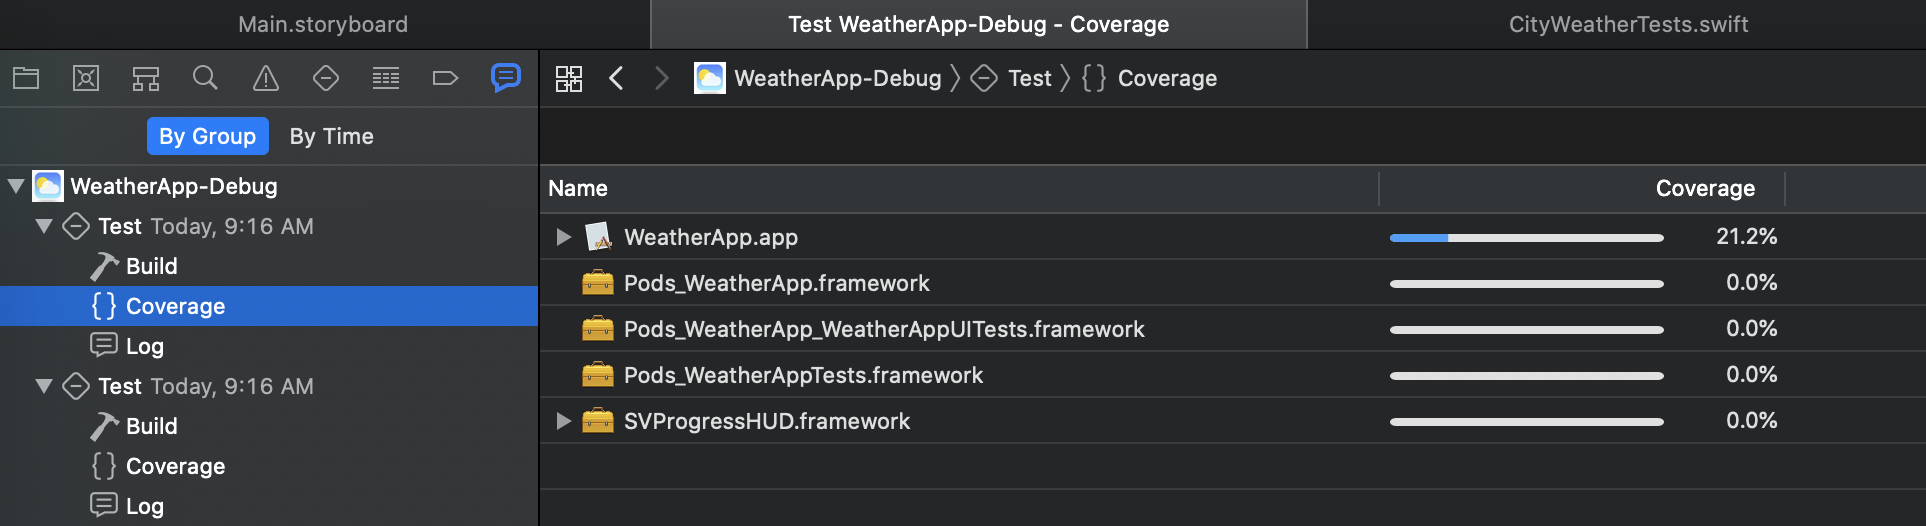 Main.storyboard
Test WeatherApp-Debug - Coverage
CityWeatherTests.swift
WeatherApp-Debug
Test
{} Coverage
By Group
By Time
WeatherApp-Debug
Test Today, 9:16 AM
Build
{} Coverage
Log
Test Today, 9:16 AM
Build
{} Coverage
Log
Name
Coverage
WeatherApp.app
21.2%
Pods_WeatherApp.framework
0.0%
Pods_WeatherApp_WeatherAppUITests.framework
0.0%
Pods_WeatherAppTests.framework
0.0%
SVProgressHUD.framework
0.0%